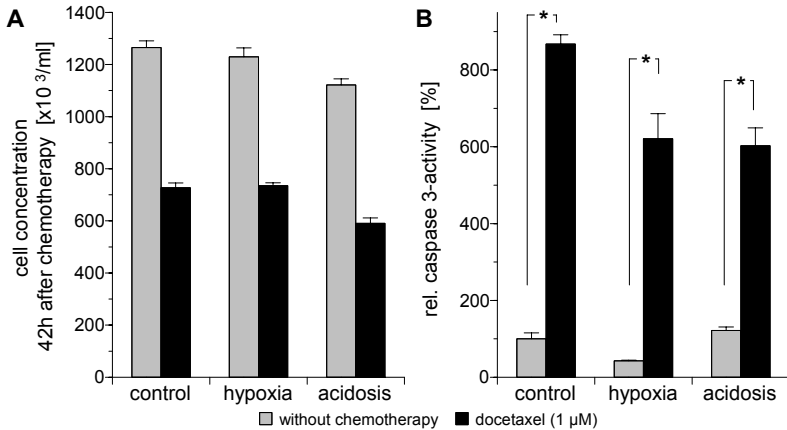 A
cell concentration
42h after chemotherapy [x10 3/ml]
1400
1200
1000
800
600
400
200
0
control hypoxia acidosis
B
rel. caspase 3-activity [%]
800
600
400
200
0
* * *
control hypoxia acidosis
without chemotherapy docetaxel (1 µM)